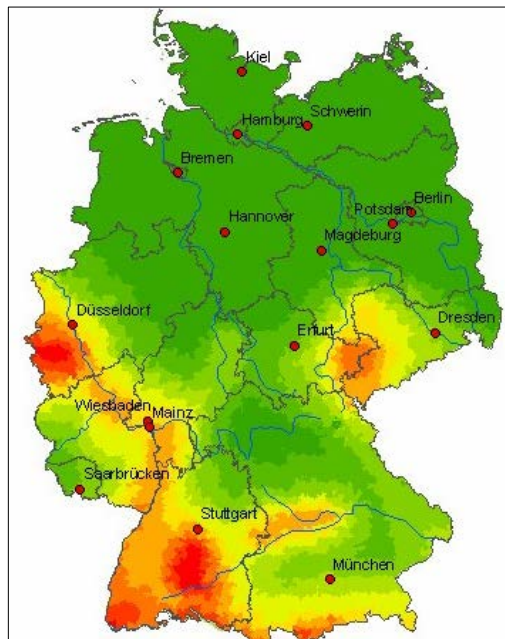 Kiel
Schwerin
Hamburg
Bremen
Berlin
Potsdam
Hannover
Magdeburg
Düsseldorf
Dresden
Erfurt
Wiesbaden
Mainz
Saarbrücken
Stuttgart
München